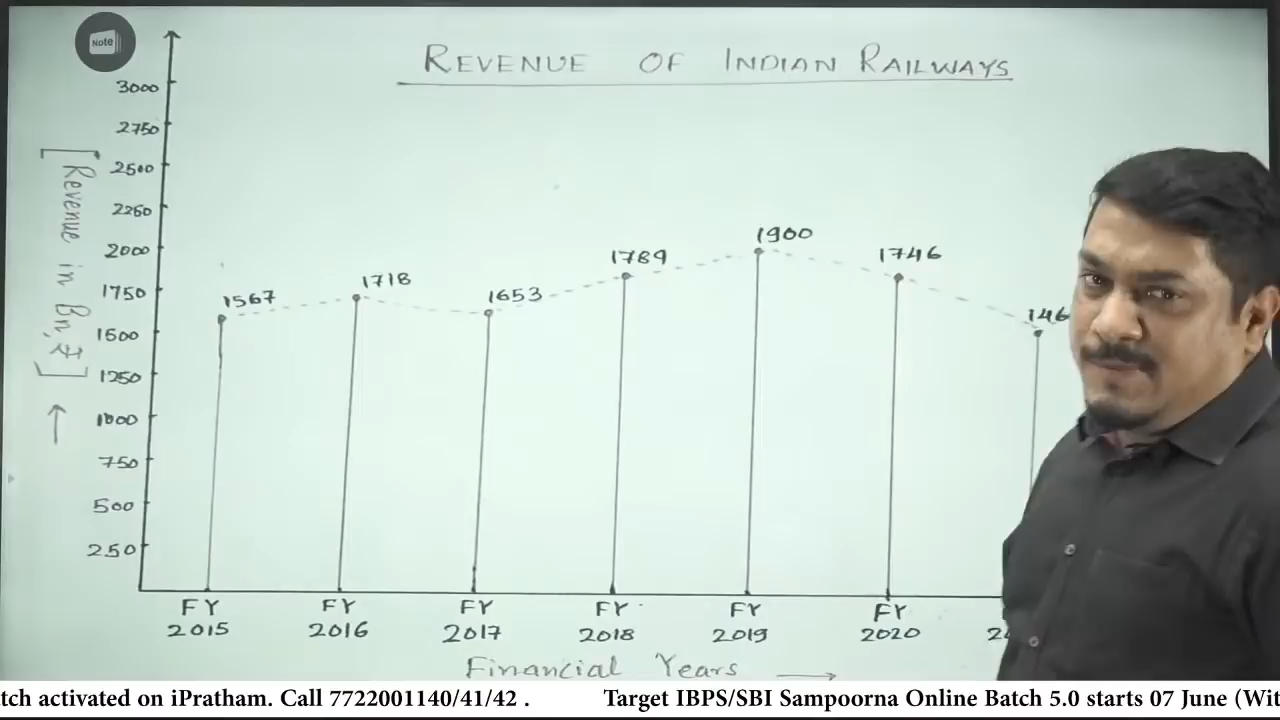 Note
REVENUE OF INDIAN RAILWAYS
3000
2750
2500
2250
2000
1750
1500
1250
1000
750
500
250
[Revenue in Bn, ₹]
1567
1718
1653
1789
1900
1746
146
FY
2015
FY
2016
FY
2017
FY
2018
FY
2019
FY
2020
Financial Years
activated on iPratham. Call 7722001140/41/42 . Target IBPS/SBI Sampoorna Online Batch 5.0 starts 07 June